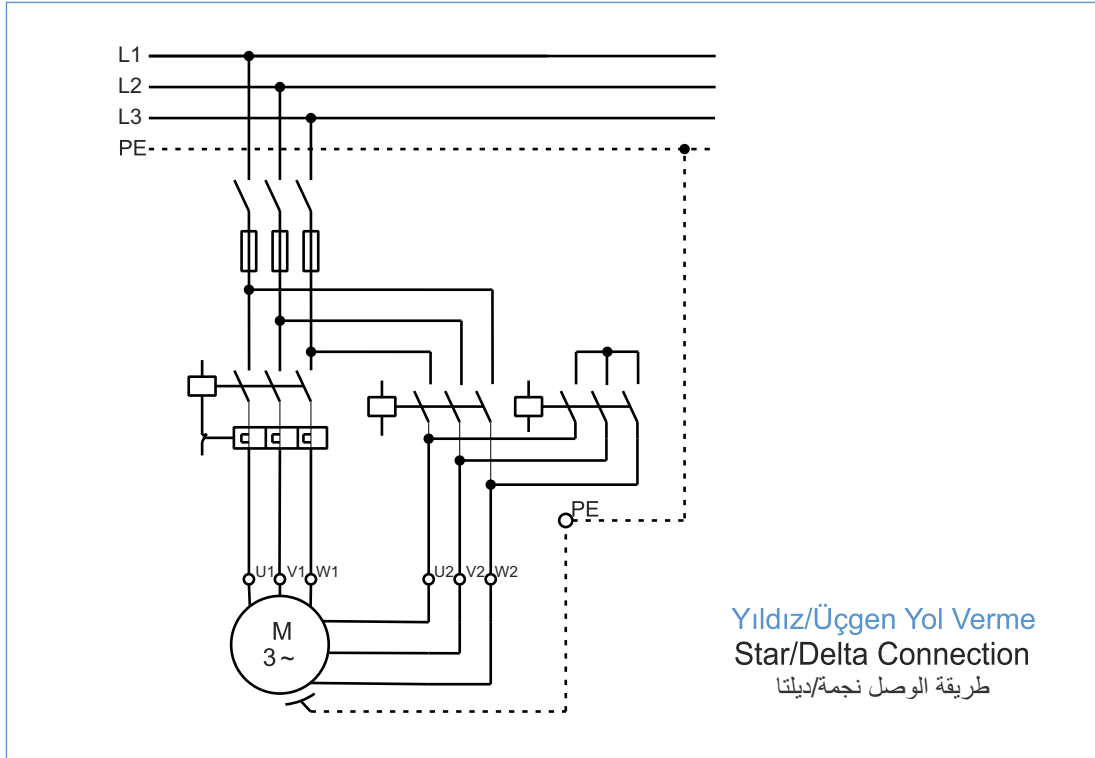 L1
L2
L3
PE
PE
U1 V1 W1 U2 V2 W2
M
3 ~
Yıldız/Üçgen Yol Verme
Star/Delta Connection
طريقة الوصل نجمة/ديلتا